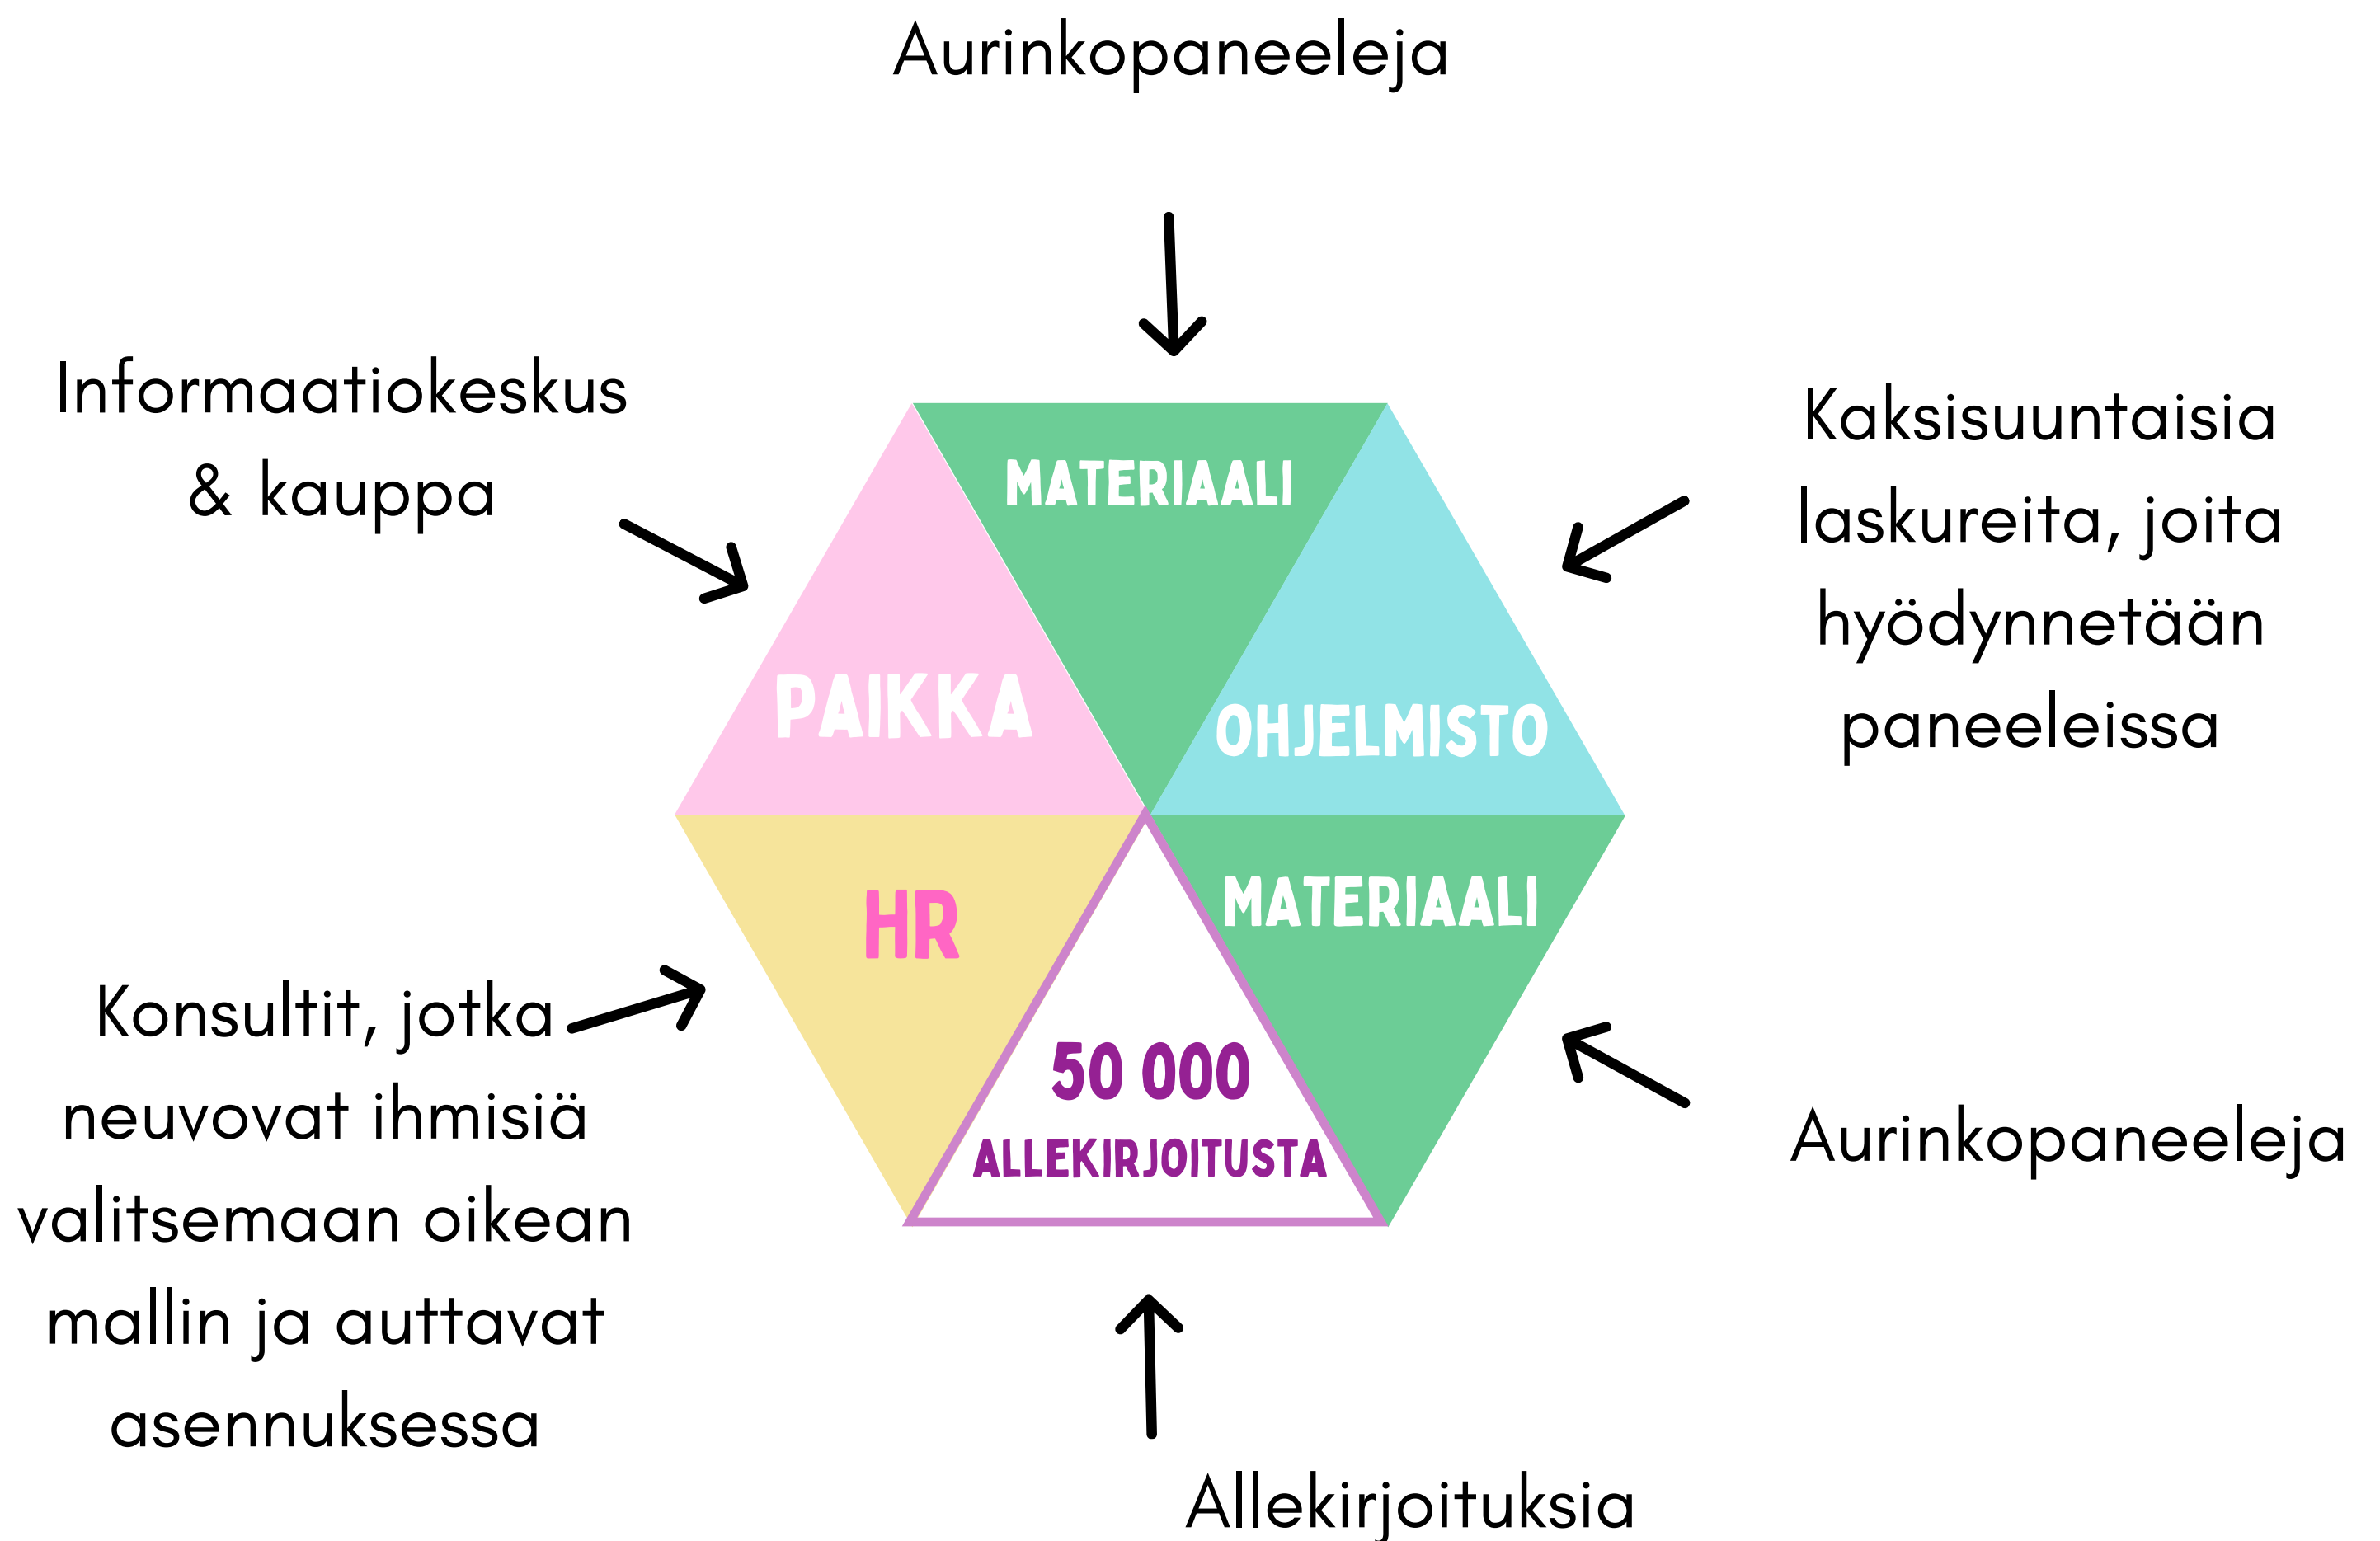 Aurinkopaneeleja
Informaatiokeskus
& kauppa
Kaksisuuntaisia
laskureita, joita
hyödynnetään
paneeleissa
MATERIAALI
PAIKKA
OHJELMISTO
HR
MATERIAALI
50 000
ALLEKIRJOITUSTA
Konsultit, jotka
neuvovat ihmisiä
valitsemaan oikean
mallin ja auttavat
asennuksessa
Aurinkopaneeleja
Allekirjoituksia